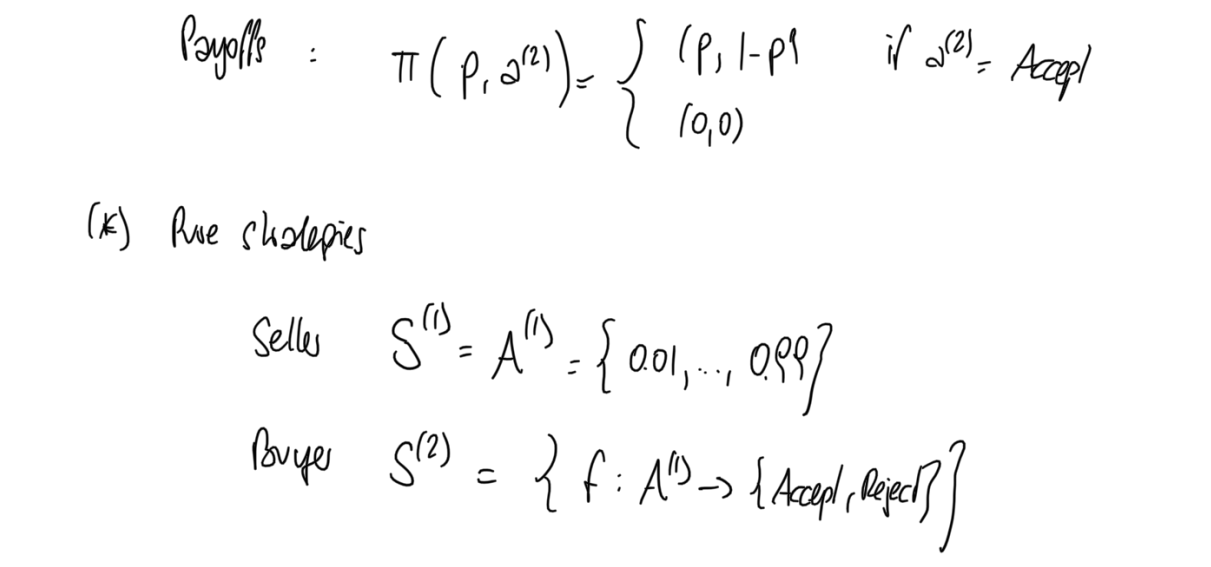 Payoffs : π(p, a⁽²⁾) = { (p, 1-p) if a⁽²⁾ = Accept
(0,0)
(*) Pure strategies
Seller S⁽¹⁾ = A⁽¹⁾ = {0.01, ..., 0.99}
Buyer S⁽²⁾ = { f : A⁽¹⁾ → {Accept, Reject} }